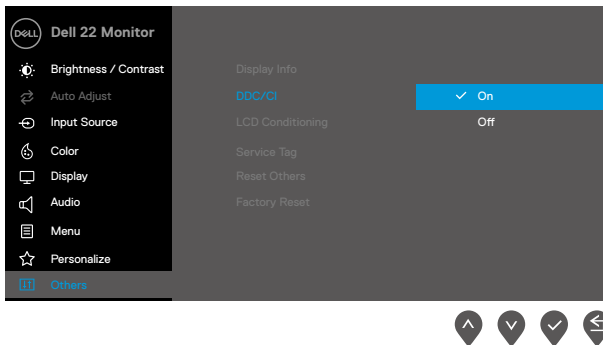 DELL Dell 22 Monitor
Brightness / Contrast
Display Info
Auto Adjust
DDC/CI
On
Input Source
LCD Conditioning
Off
Color
Service Tag
Display
Reset Others
Audio
Factory Reset
Menu
Personalize
Others